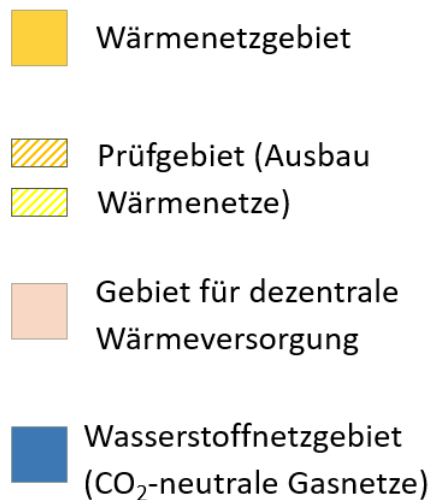 Wärmenetzgebiet
Prüfgebiet (Ausbau
Wärmenetze)
Gebiet für dezentrale
Wärmeversorgung
Wasserstoffnetzgebiet
(CO₂-neutrale Gasnetze)